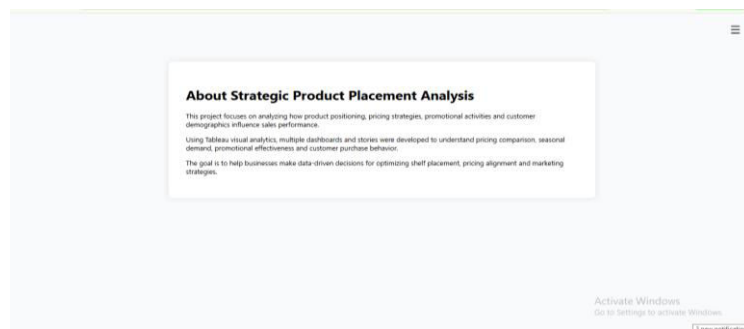 About Strategic Product Placement Analysis
This project focuses on analyzing how product positioning, pricing strategies, promotional activities and customer
demographics influence sales performance.
Using Tableau visual analytics, multiple dashboards and stories were developed to understand pricing comparison, seasonal
demand, promotional effectiveness and customer purchase behavior.
The goal is to help businesses make data-driven decisions for optimizing shelf placement, pricing alignment and marketing
strategies.
Activate Windows
Go to Settings to activate Windows.